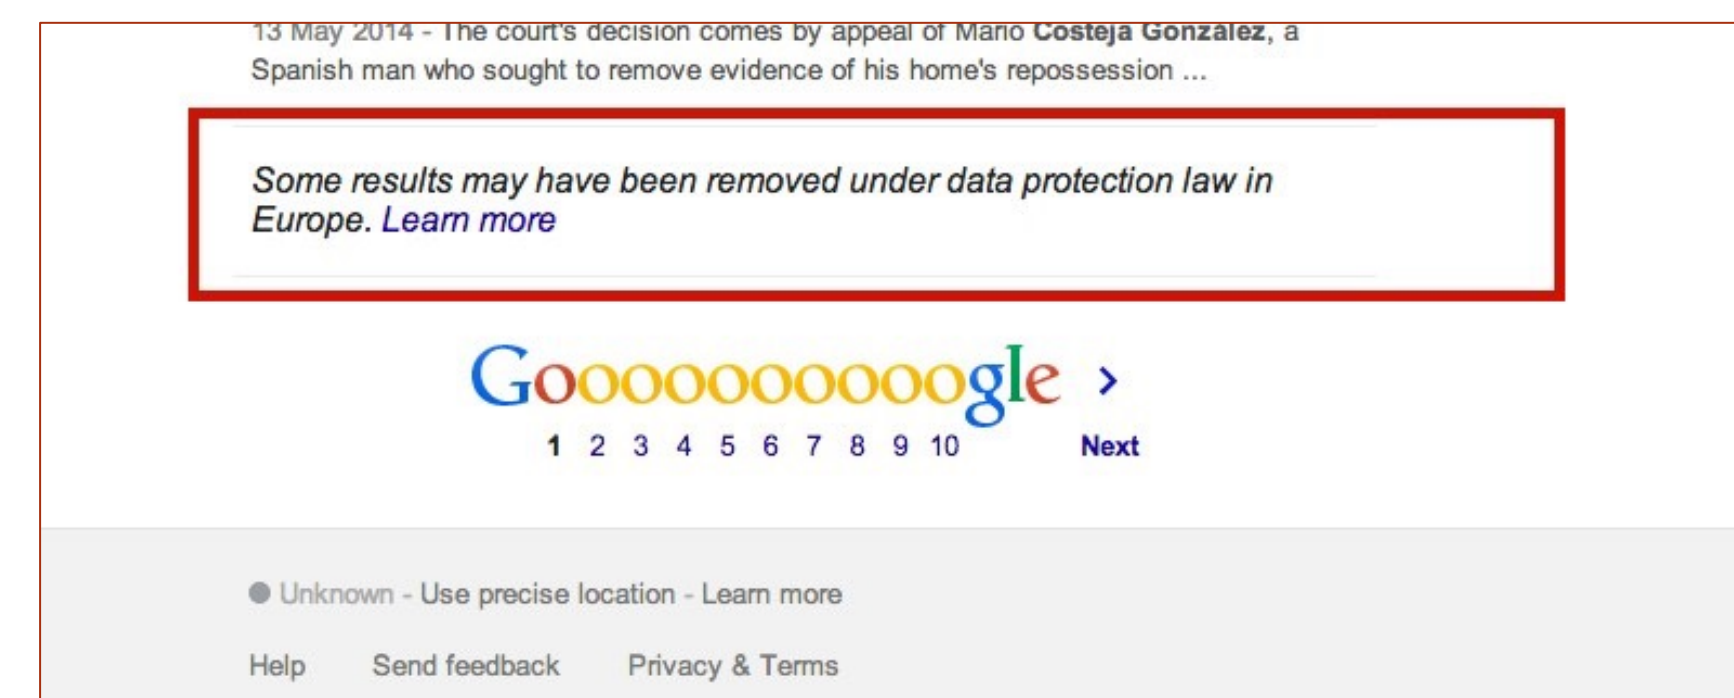 13 May 2014 - The court's decision comes by appeal of Mario Costeja González, a
Spanish man who sought to remove evidence of his home's repossession ...
Some results may have been removed under data protection law in
Europe. Learn more
Goooooooooogle >
1 2 3 4 5 6 7 8 9 10 Next
Unknown - Use precise location - Learn more
Help Send feedback Privacy & Terms